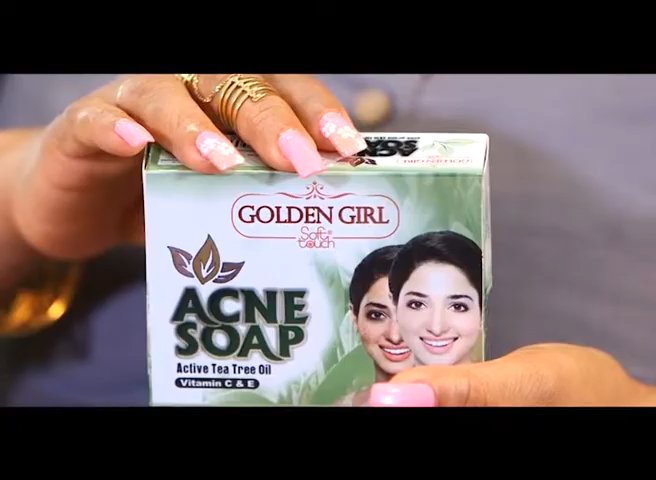 GOLDEN GIRL
Soft
touch
ACNE
SOAP
Active Tea Tree Oil
Vitamin C & E